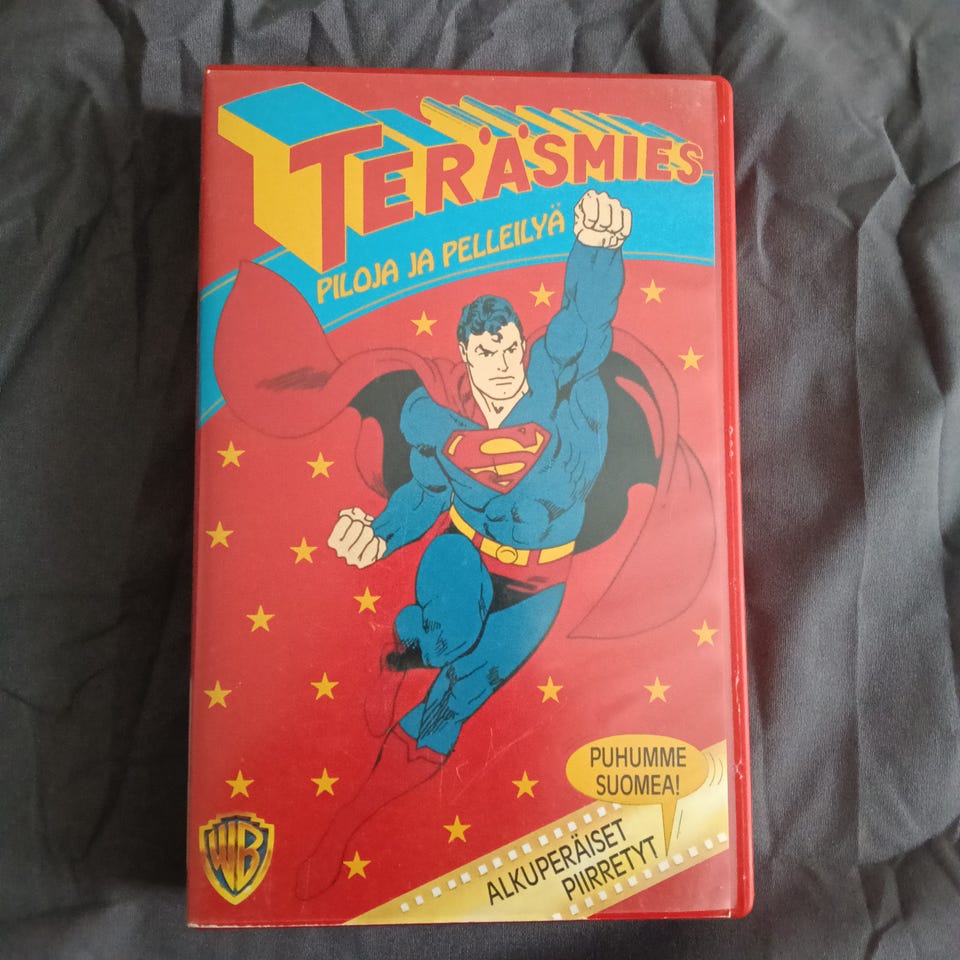 TERÄSMIES
PILOJA JA PELLEILYÄ
S
PUHUMME
SUOMEA!
ALKUPERÄISET
PIIRRETYT
WB